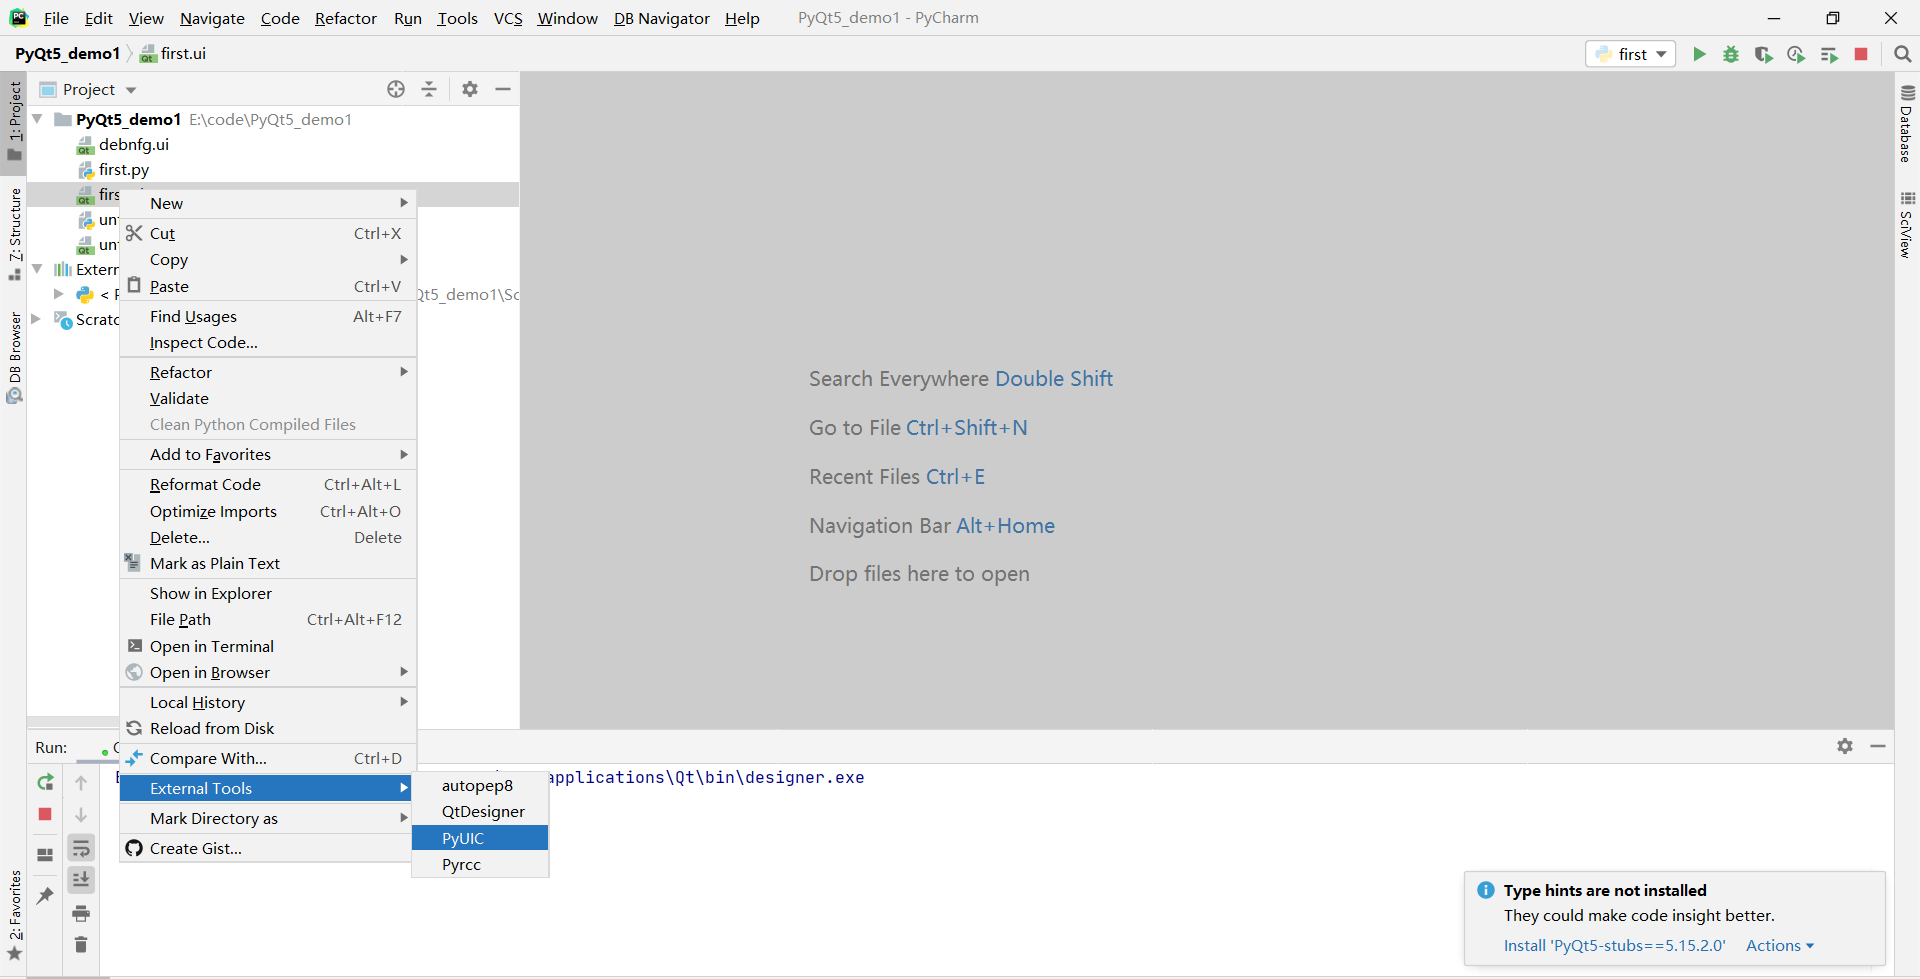 File Edit View Navigate Code Refactor Run Tools VCS Window DB Navigator Help PyQt5_demo1 - PyCharm
PyQt5_demo1 first.ui
first
Project
PyQt5_demo1 E:\code\PyQt5_demo1
debnfg.ui
first.py
New
Cut Ctrl+X
Copy
Paste Ctrl+V
Find Usages Alt+F7
Inspect Code...
Refactor
Validate
Clean Python Compiled Files
Add to Favorites
Reformat Code Ctrl+Alt+L
Optimize Imports Ctrl+Alt+O
Delete... Delete
Mark as Plain Text
Show in Explorer
File Path Ctrl+Alt+F12
Open in Terminal
Open in Browser
Local History
Reload from Disk
Compare With... Ctrl+D
External Tools
Mark Directory as
Create Gist...
autopep8
QtDesigner
PyUIC
Pyrcc
Search Everywhere Double Shift
Go to File Ctrl+Shift+N
Recent Files Ctrl+E
Navigation Bar Alt+Home
Drop files here to open
Run:
applications\Qt\bin\designer.exe
Type hints are not installed
They could make code insight better.
Install 'PyQt5-stubs==5.15.2.0' Actions
1: Project
7: Structure
DB Browser
2: Favorites
Database
SciView